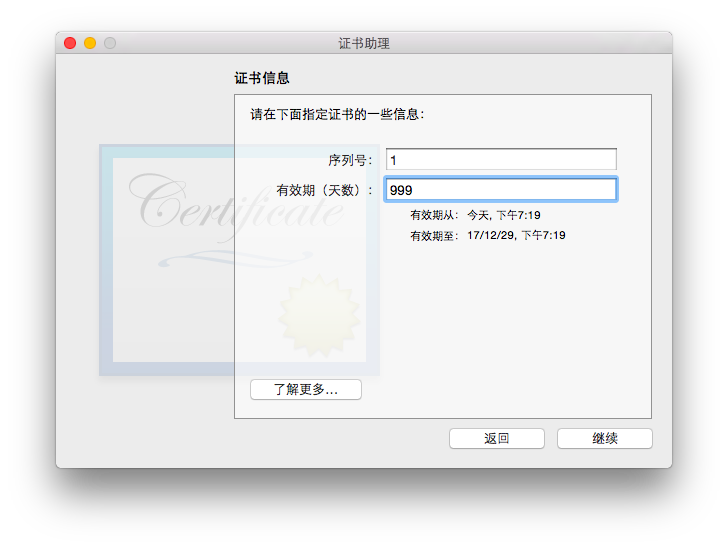 证书助理
证书信息
请在下面指定证书的一些信息：
序列号： 1
有效期（天数）： 999
有效期从： 今天, 下午7:19
有效期至： 17/12/29, 下午7:19
Certificate
了解更多...
返回 继续